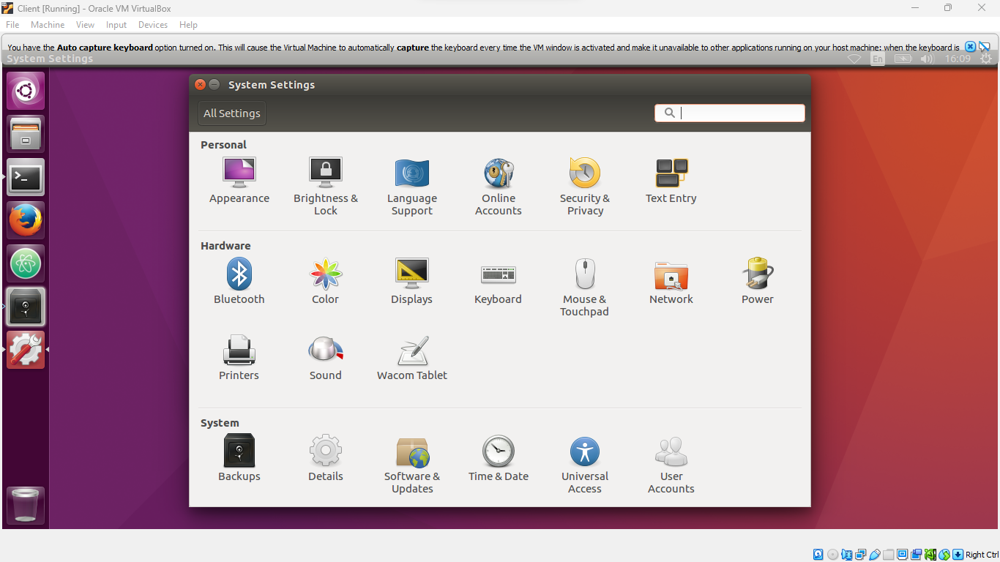 Client [Running] - Oracle VM VirtualBox
File Machine View Input Devices Help
You have the Auto capture keyboard option turned on. This will cause the Virtual Machine to automatically capture the keyboard every time the VM window is activated and make it unavailable to other applications running on your host machine: when the keyboard is
System Settings
En
16:09
System Settings
All Settings
Personal
Appearance
Brightness &
Lock
Language
Support
Online
Accounts
Security &
Privacy
Text Entry
Hardware
Bluetooth
Color
Displays
Keyboard
Mouse &
Touchpad
Network
Power
Printers
Sound
Wacom Tablet
System
Backups
Details
Software &
Updates
Time & Date
Universal
Access
User
Accounts
Right Ctrl